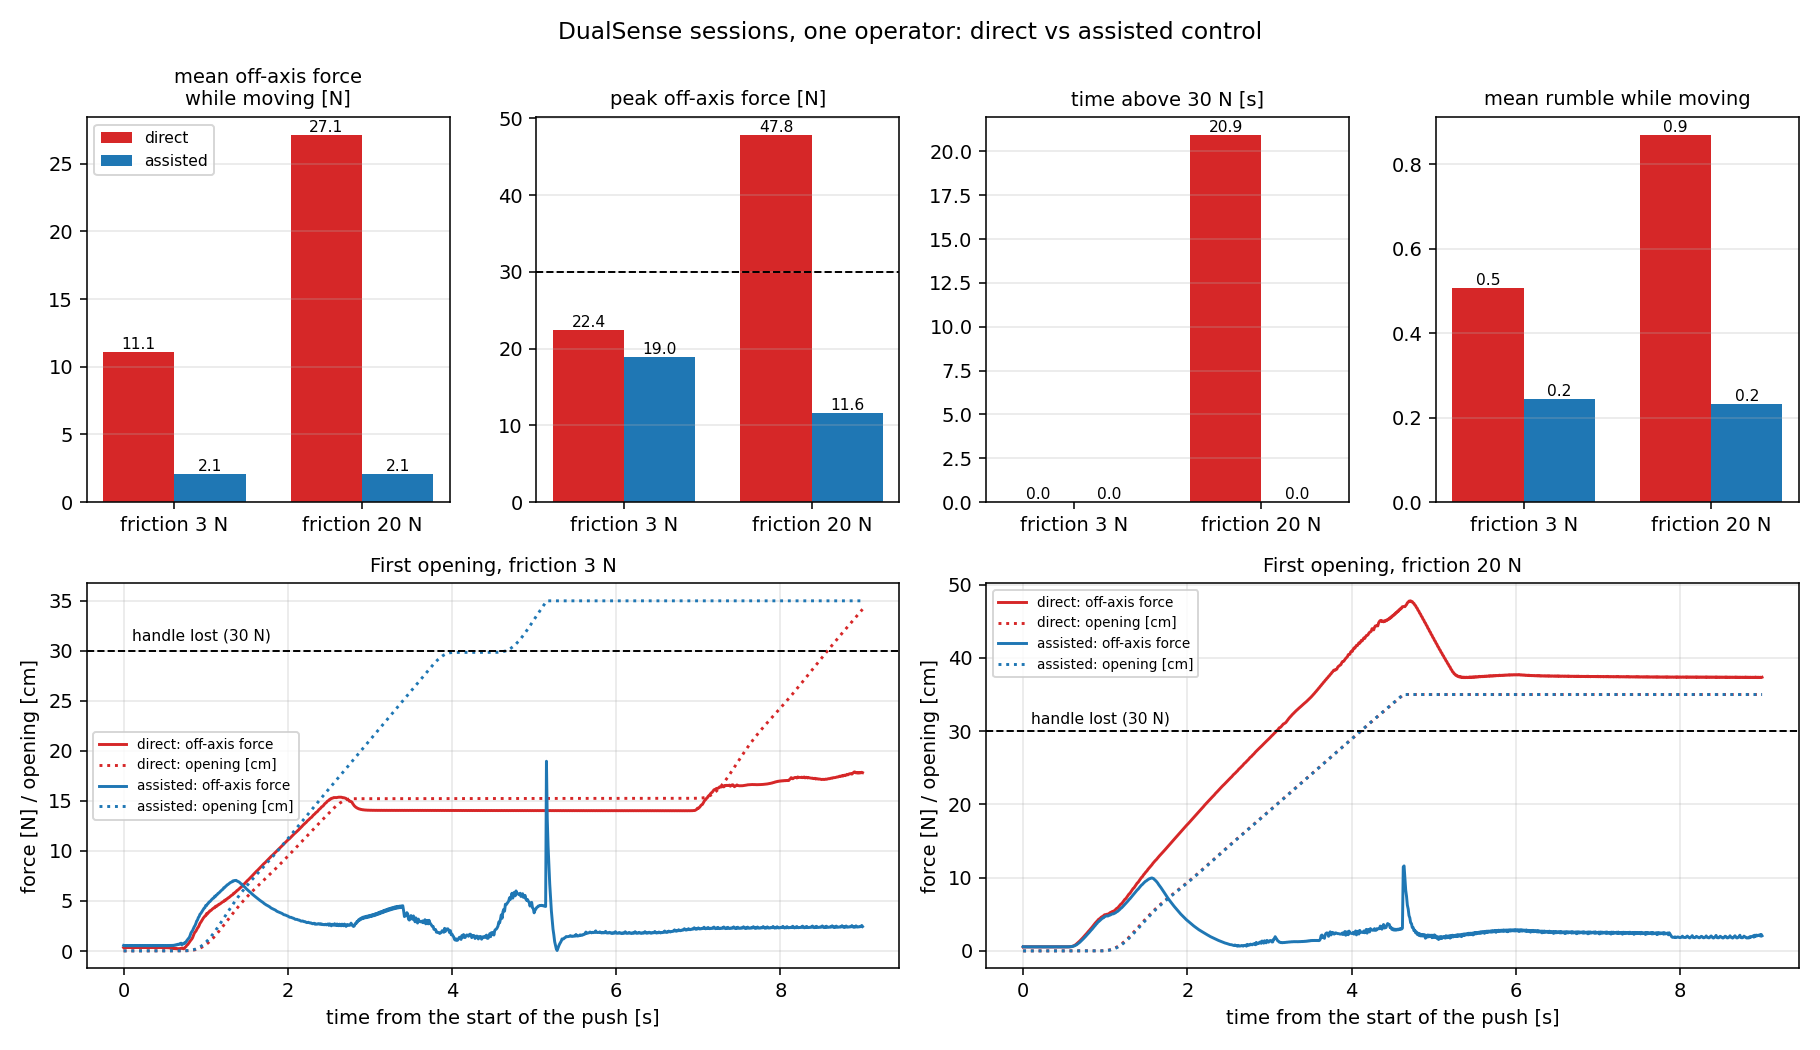 DualSense sessions, one operator: direct vs assisted control
mean off-axis force
while moving [N]
direct
assisted
11.1
2.1
27.1
2.1
0
5
10
15
20
25
friction 3 N
friction 20 N
peak off-axis force [N]
22.4
19.0
47.8
11.6
0
10
20
30
40
50
friction 3 N
friction 20 N
time above 30 N [s]
0.0
0.0
20.9
0.0
0.0
2.5
5.0
7.5
10.0
12.5
15.0
17.5
20.0
friction 3 N
friction 20 N
mean rumble while moving
0.5
0.2
0.9
0.2
0.0
0.2
0.4
0.6
0.8
friction 3 N
friction 20 N
First opening, friction 3 N
handle lost (30 N)
direct: off-axis force
direct: opening [cm]
assisted: off-axis force
assisted: opening [cm]
force [N] / opening [cm]
0
5
10
15
20
25
30
35
0
2
4
6
8
time from the start of the push [s]
First opening, friction 20 N
direct: off-axis force
direct: opening [cm]
assisted: off-axis force
assisted: opening [cm]
handle lost (30 N)
force [N] / opening [cm]
0
10
20
30
40
50
0
2
4
6
8
time from the start of the push [s]